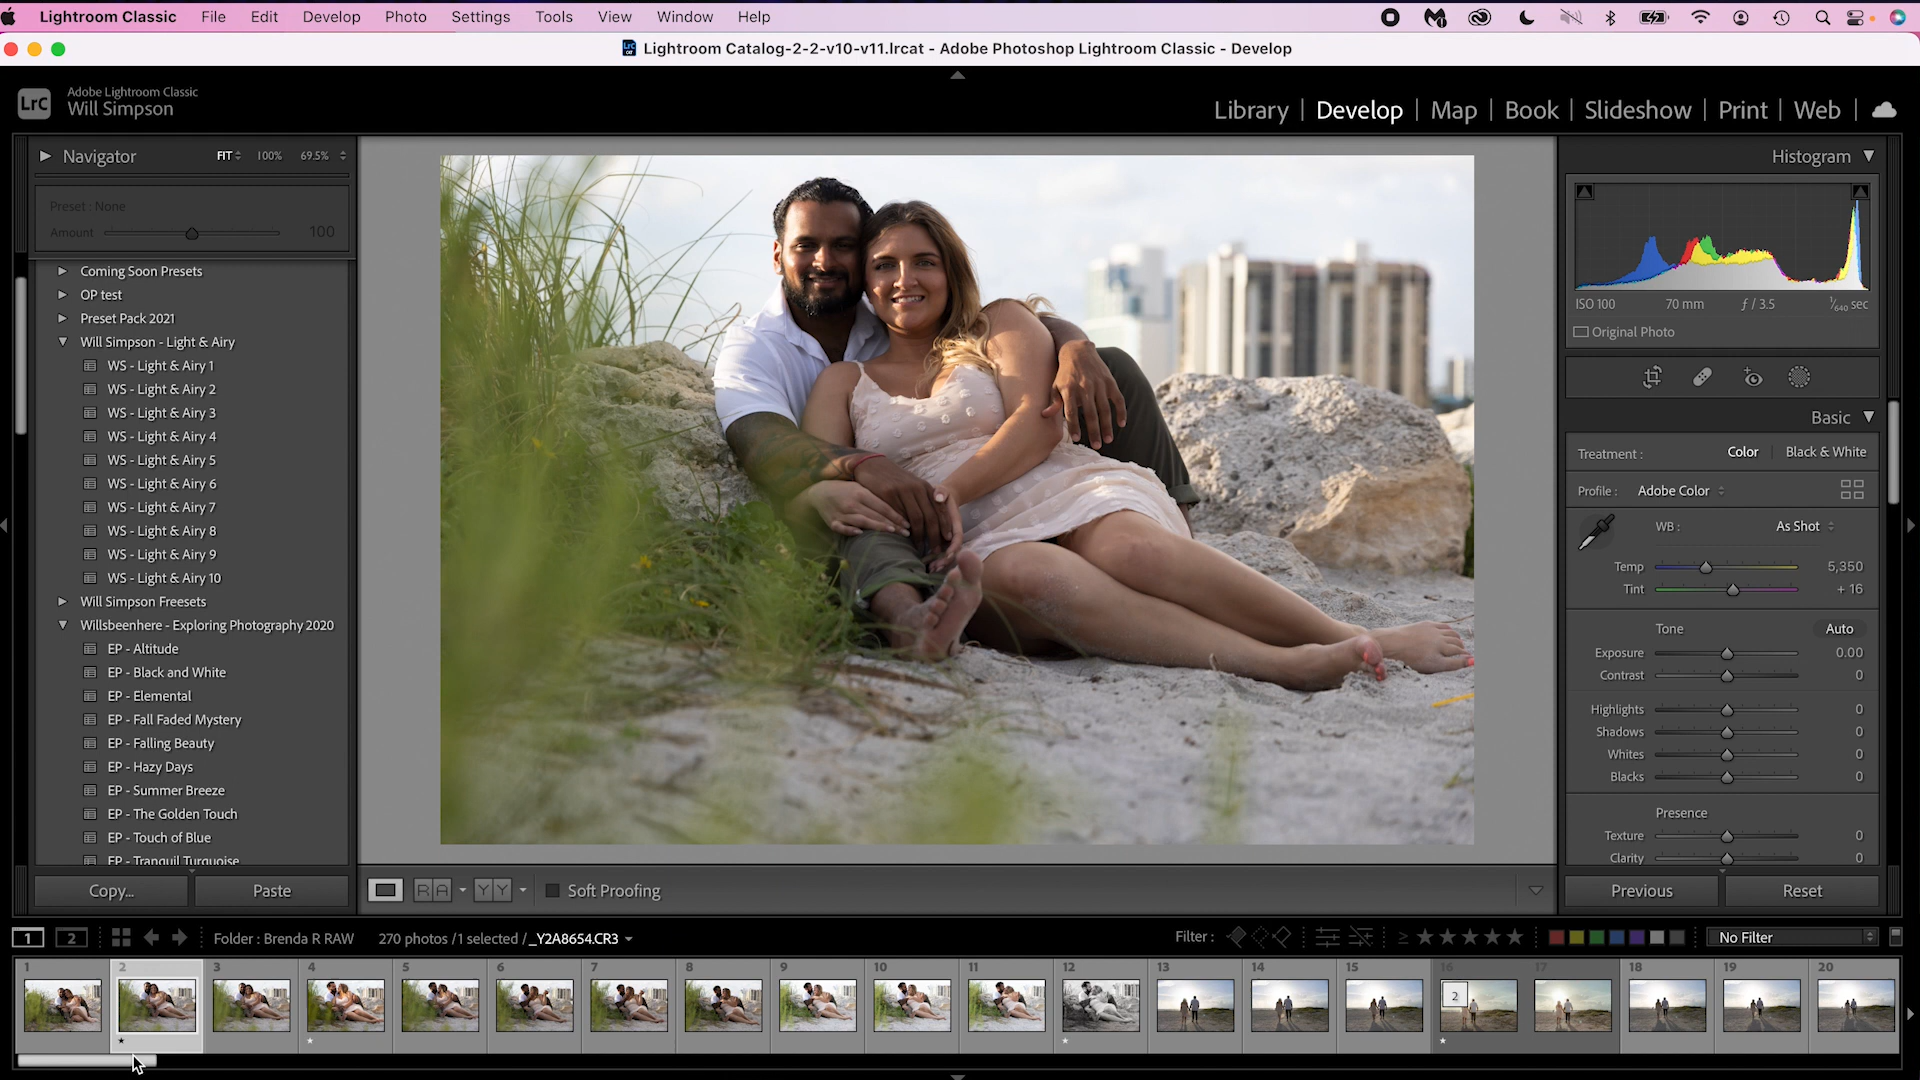 Lightroom Classic File Edit Develop Photo Settings Tools View Window Help
Lightroom Catalog-2-2-v10-v11.lrcat - Adobe Photoshop Lightroom Classic - Develop
LrC Adobe Lightroom Classic
Will Simpson
Library | Develop | Map | Book | Slideshow | Print | Web
Navigator FIT 100% 69.5%
Preset : None
Amount 100
Coming Soon Presets
OP test
Preset Pack 2021
Will Simpson - Light & Airy
WS - Light & Airy 1
WS - Light & Airy 2
WS - Light & Airy 3
WS - Light & Airy 4
WS - Light & Airy 5
WS - Light & Airy 6
WS - Light & Airy 7
WS - Light & Airy 8
WS - Light & Airy 9
WS - Light & Airy 10
Will Simpson Freesets
Willsbeenhere - Exploring Photography 2020
EP - Altitude
EP - Black and White
EP - Elemental
EP - Fall Faded Mystery
EP - Falling Beauty
EP - Hazy Days
EP - Summer Breeze
EP - The Golden Touch
EP - Touch of Blue
EP - Tranquil Turquoise
Copy... Paste
R A Y Y Soft Proofing
Histogram
ISO 100 70 mm ƒ / 3.5 1/640 sec
Original Photo
Basic
Treatment : Color Black & White
Profile : Adobe Color
WB : As Shot
Temp 5,350
Tint + 16
Tone Auto
Exposure 0.00
Contrast 0
Highlights 0
Shadows 0
Whites 0
Blacks 0
Presence
Texture 0
Clarity 0
Previous Reset
1 2 Folder : Brenda R RAW 270 photos / 1 selected / _Y2A8654.CR3 Filter : ≥ No Filter
1 2 3 4 5 6 7 8 9 10 11 12 13 14 15 16 17 18 19 20
2